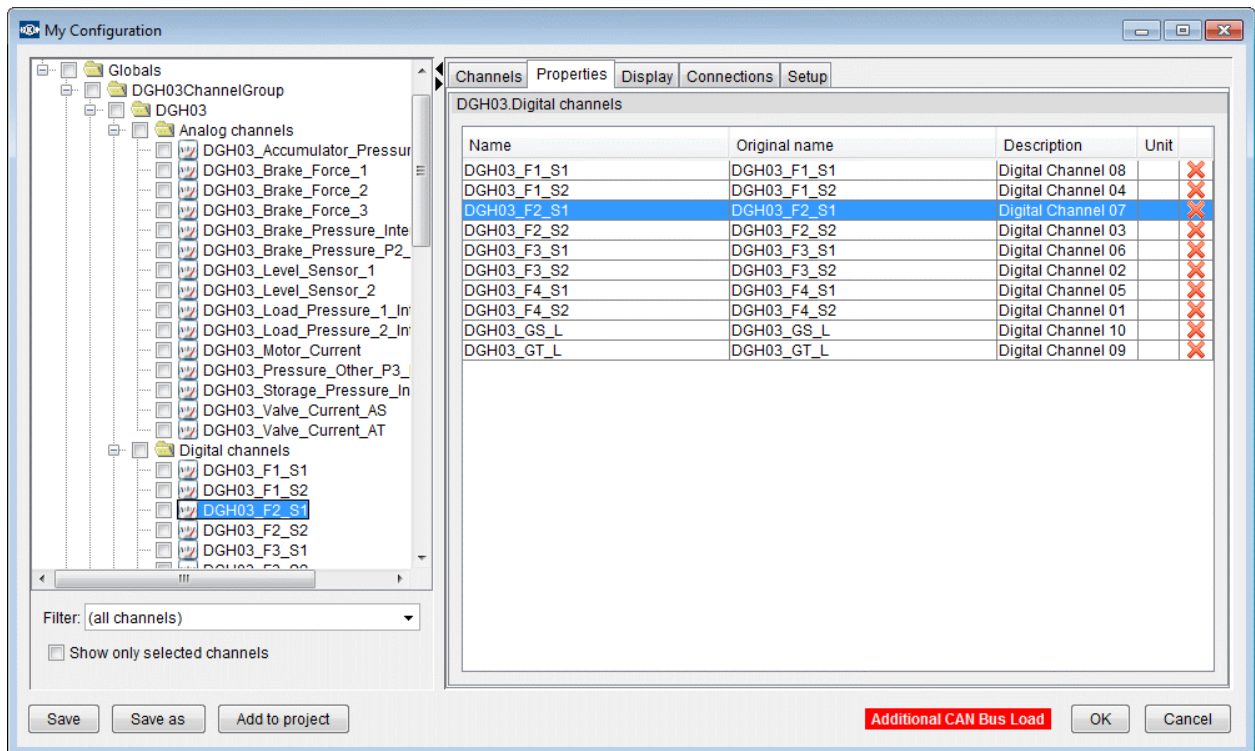 My Configuration
Globals
DGH03ChannelGroup
DGH03
Analog channels
DGH03_Accumulator_Pressur
DGH03_Brake_Force_1
DGH03_Brake_Force_2
DGH03_Brake_Force_3
DGH03_Brake_Pressure_Inte
DGH03_Brake_Pressure_P2_
DGH03_Level_Sensor_1
DGH03_Level_Sensor_2
DGH03_Load_Pressure_1_In
DGH03_Load_Pressure_2_In
DGH03_Motor_Current
DGH03_Pressure_Other_P3_
DGH03_Storage_Pressure_In
DGH03_Valve_Current_AS
DGH03_Valve_Current_AT
Digital channels
DGH03_F1_S1
DGH03_F1_S2
DGH03_F2_S1
DGH03_F2_S2
DGH03_F3_S1
Filter: (all channels)
Show only selected channels
Channels Properties Display Connections Setup
DGH03.Digital channels
Name Original name Description Unit
DGH03_F1_S1 DGH03_F1_S1 Digital Channel 08
DGH03_F1_S2 DGH03_F1_S2 Digital Channel 04
DGH03_F2_S1 DGH03_F2_S1 Digital Channel 07
DGH03_F2_S2 DGH03_F2_S2 Digital Channel 03
DGH03_F3_S1 DGH03_F3_S1 Digital Channel 06
DGH03_F3_S2 DGH03_F3_S2 Digital Channel 02
DGH03_F4_S1 DGH03_F4_S1 Digital Channel 05
DGH03_F4_S2 DGH03_F4_S2 Digital Channel 01
DGH03_GS_L DGH03_GS_L Digital Channel 10
DGH03_GT_L DGH03_GT_L Digital Channel 09
Save Save as Add to project Additional CAN Bus Load OK Cancel